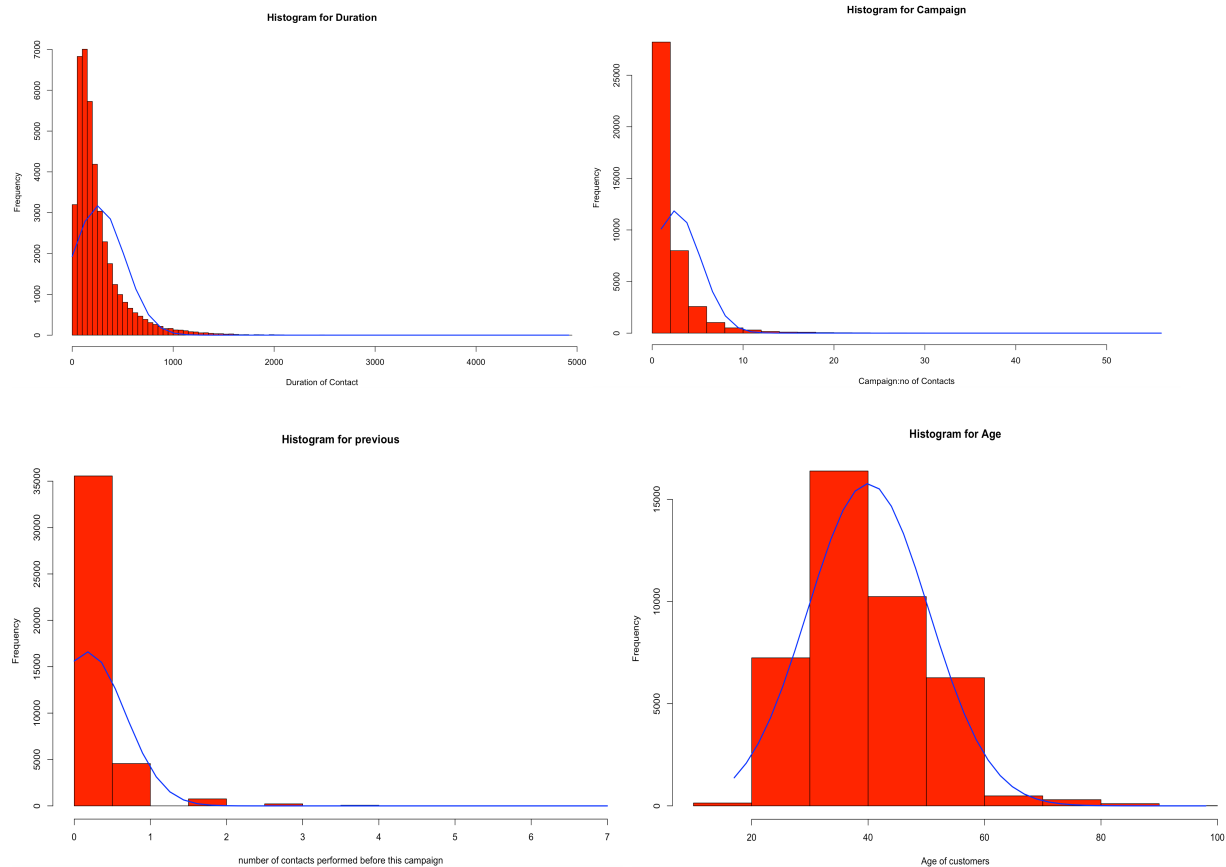 Histogram for Duration
Frequency
7000
6000
5000
4000
3000
2000
1000
0
0 1000 2000 3000 4000 5000
Duration of Contact
Histogram for Campaign
Frequency
25000
20000
15000
10000
5000
0
0 10 20 30 40 50
Campaign:no of Contacts
Histogram for previous
Frequency
35000
30000
25000
20000
15000
10000
5000
0
0 1 2 3 4 5 6 7
number of contacts performed before this campaign
Histogram for Age
Frequency
15000
10000
5000
0
20 40 60 80 100
Age of customers